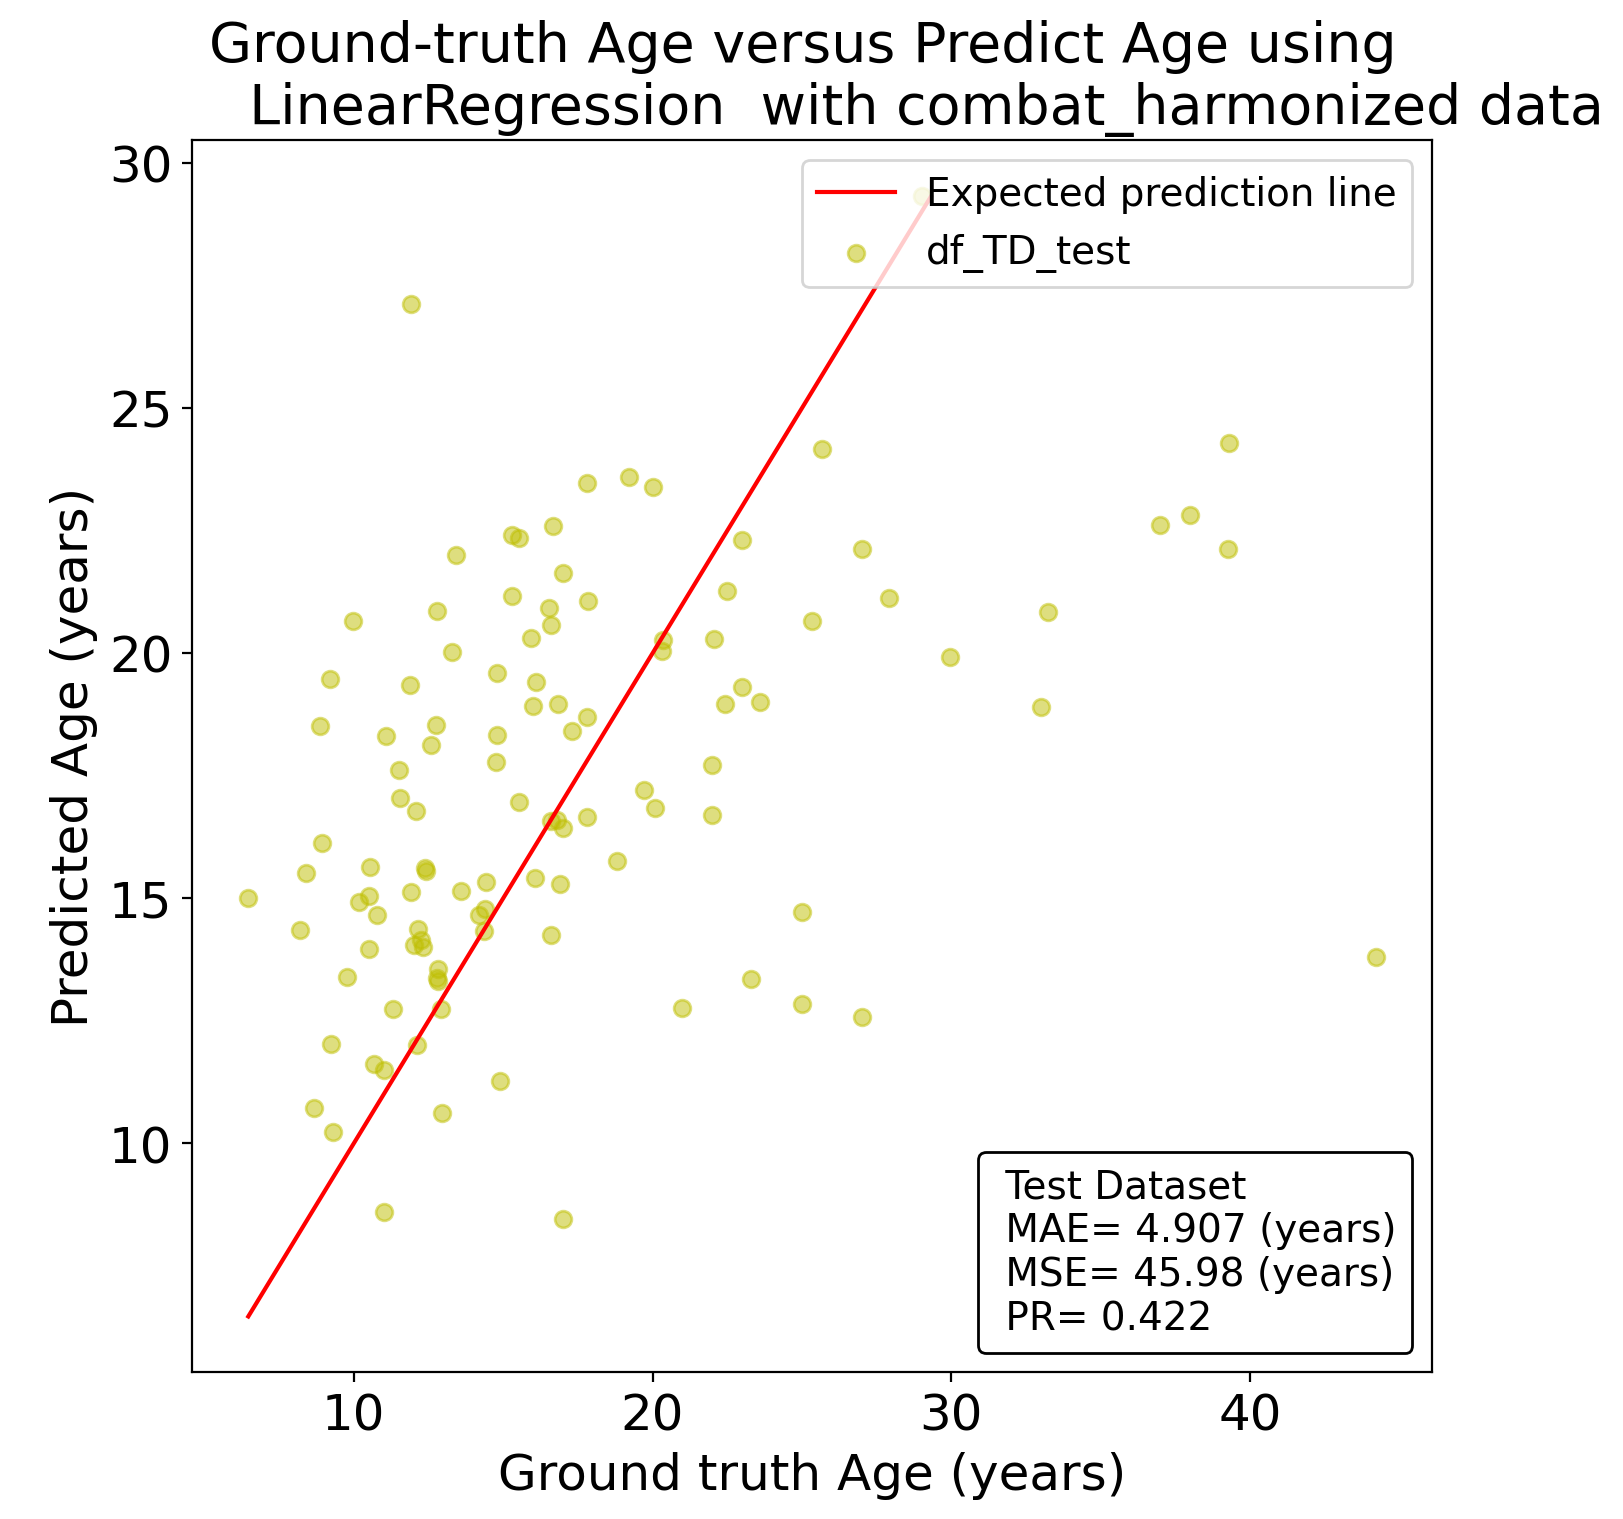 Ground-truth Age versus Predict Age using
LinearRegression  with combat_harmonized data
Expected prediction line
df_TD_test
30
25
20
15
10
Predicted Age (years)
Test Dataset
MAE= 4.907 (years)
MSE= 45.98 (years)
PR= 0.422
10
20
30
40
Ground truth Age (years)